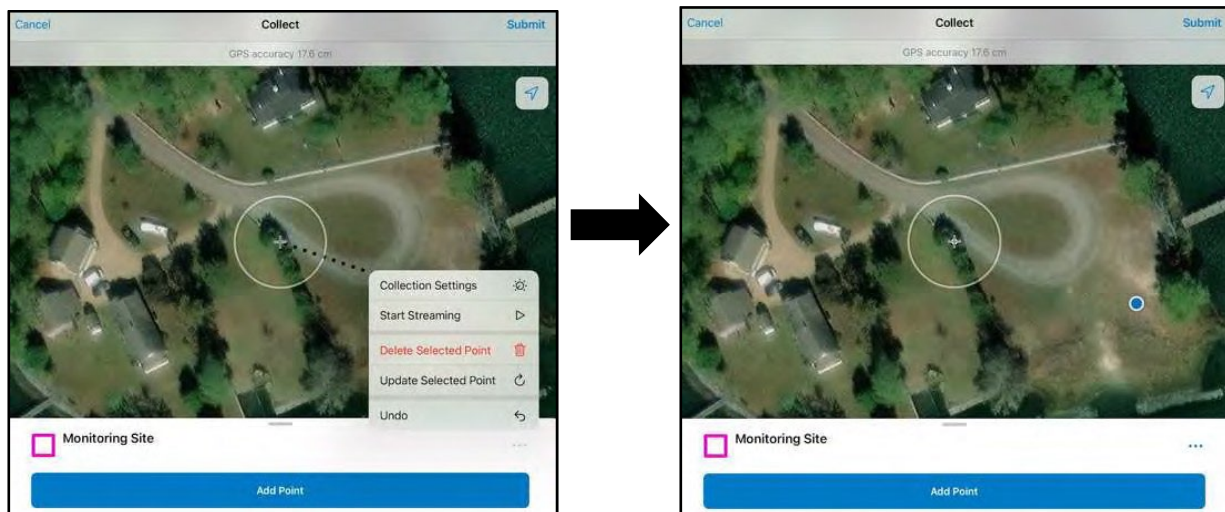 Cancel Collect Submit
GPS accuracy 17.6 cm
Collection Settings
Start Streaming
Delete Selected Point
Update Selected Point
Undo
Monitoring Site
Add Point
Cancel Collect Submit
GPS accuracy 17.6 cm
Monitoring Site
Add Point